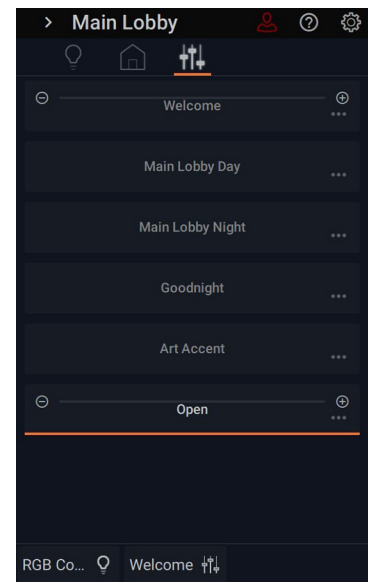 Main Lobby
Welcome
Main Lobby Day
Main Lobby Night
Goodnight
Art Accent
Open
RGB Co... Welcome